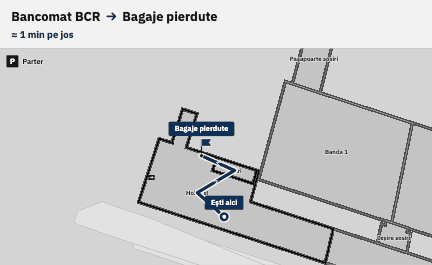 Bancomat BCR → Bagaje pierdute
≈ 1 min pe jos
P Parter
Pașapoarte sosiri
Bagaje pierdute
Banda 1
Ești aici
Ieșire sosiri